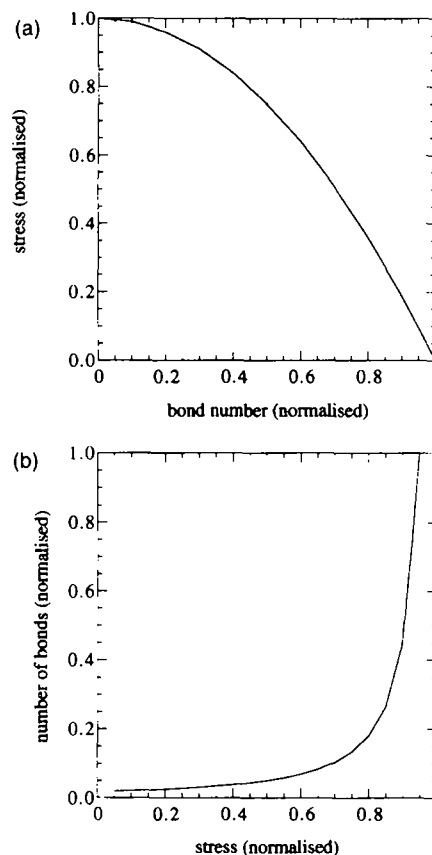 (a)
1.0
0.8
0.6
0.4
0.2
0.0
stress (normalised)
0 0.2 0.4 0.6 0.8
bond number (normalised)
(b)
1.0
0.8
0.6
0.4
0.2
0.0
number of bonds (normalised)
0 0.2 0.4 0.6 0.8
stress (normalised)